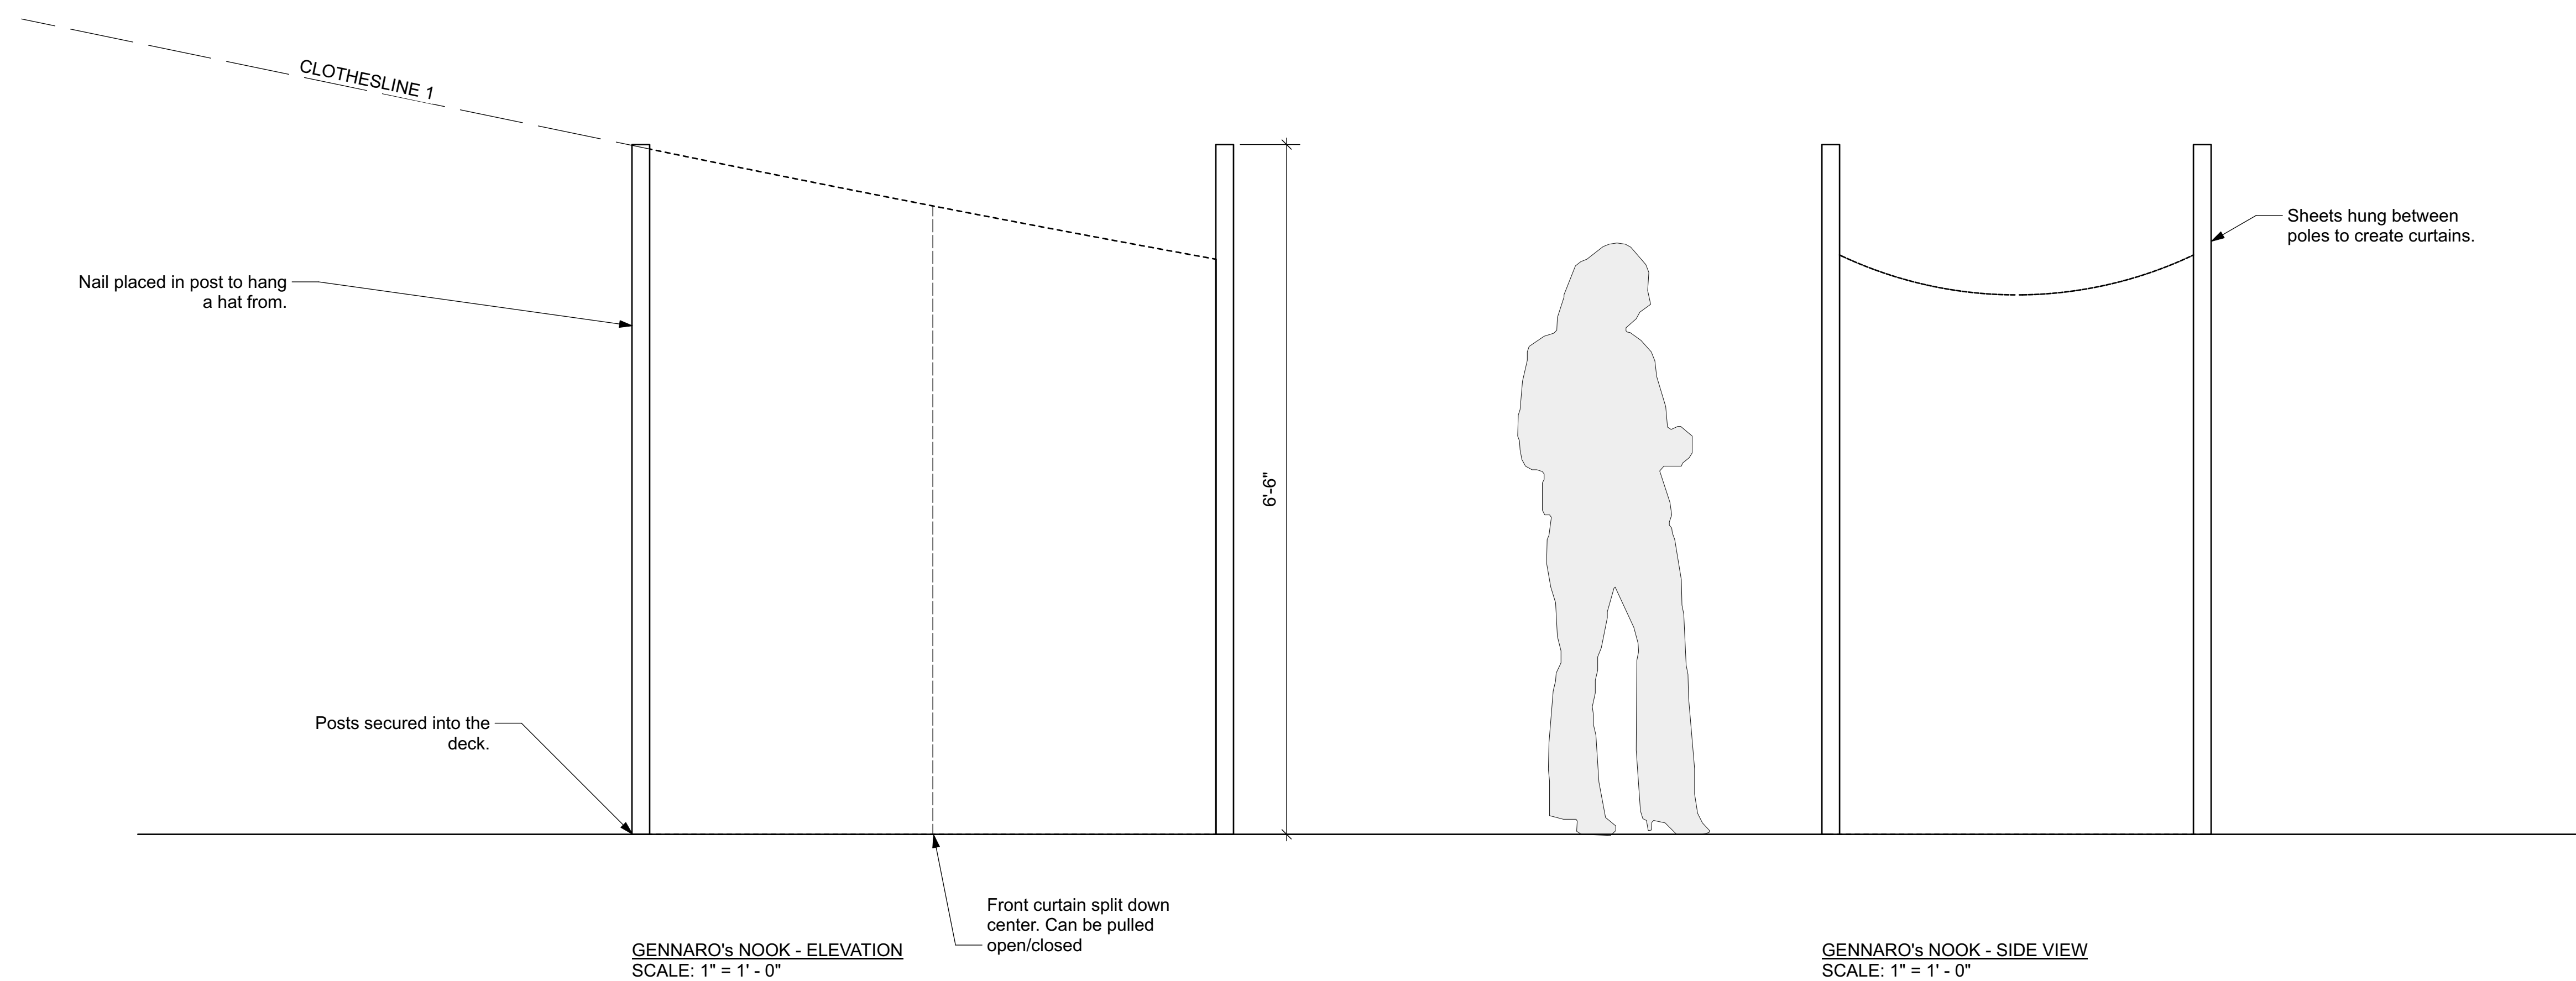 CLOTHESLINE 1
Nail placed in post to hang
a hat from.
Posts secured into the
deck.
6'-6"
Front curtain split down
center. Can be pulled
open/closed
GENNARO's NOOK - ELEVATION
SCALE: 1" = 1' - 0"
Sheets hung between
poles to create curtains.
GENNARO's NOOK - SIDE VIEW
SCALE: 1" = 1' - 0"